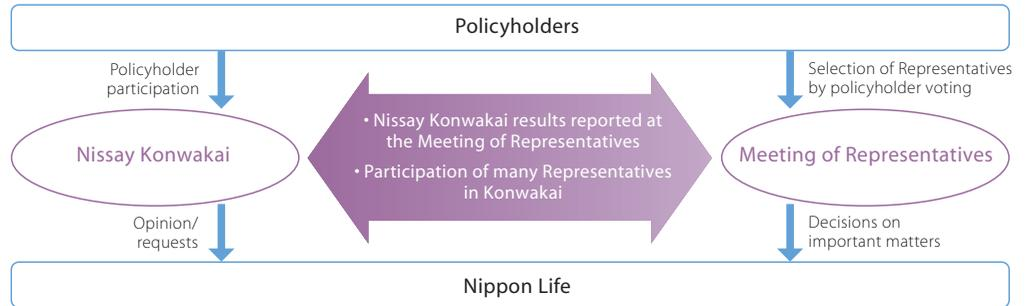 Policyholders
Policyholder
participation
Selection of Representatives
by policyholder voting
Nissay Konwakai
• Nissay Konwakai results reported at
the Meeting of Representatives
• Participation of many Representatives
in Konwakai
Meeting of Representatives
Opinion/
requests
Decisions on
important matters
Nippon Life